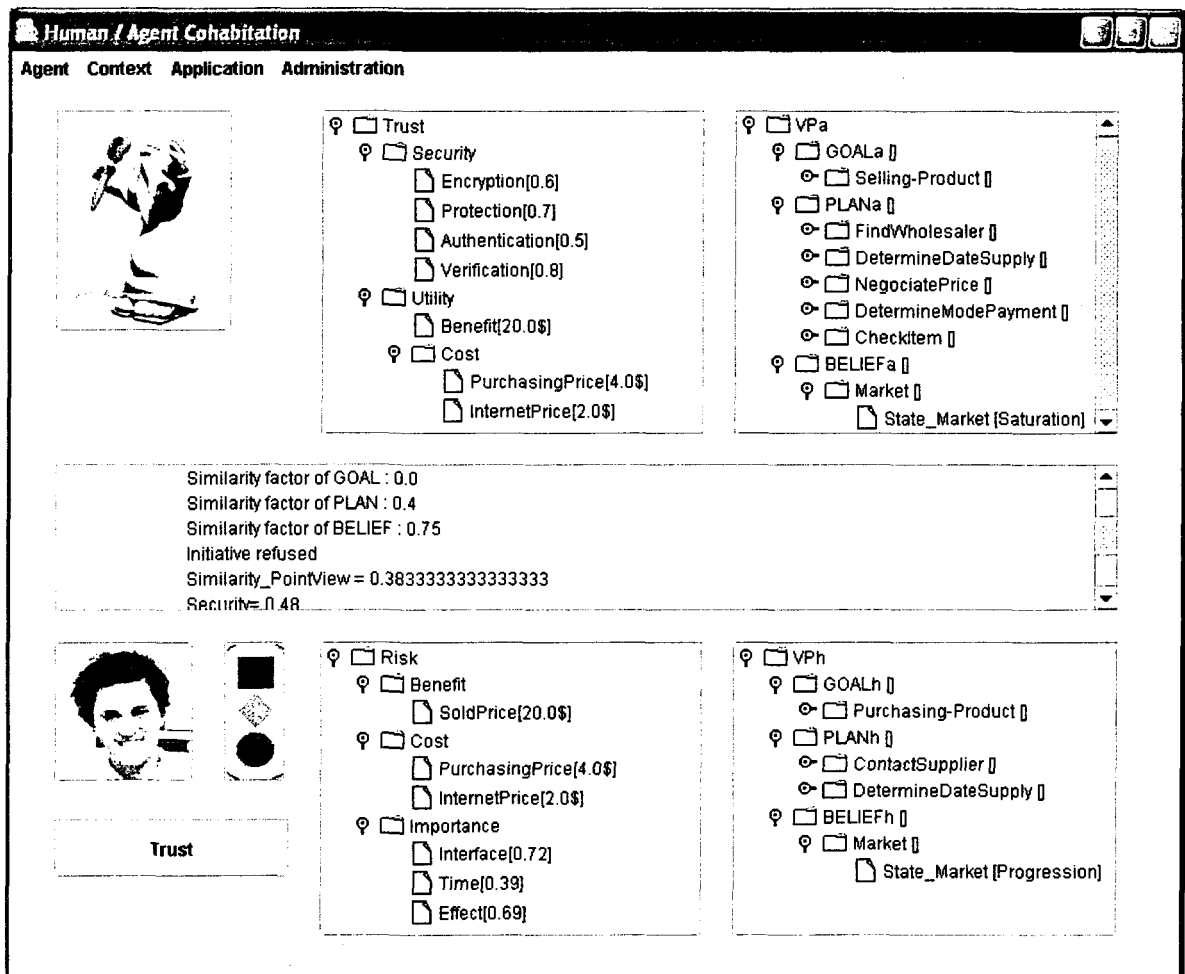 Human / Agent Cohabitation
Agent Context Application Administration
Trust
Security
Encryption[0.6]
Protection[0.7]
Authentication[0.5]
Verification[0.8]
Utility
Benefit[20.0$]
Cost
PurchasingPrice[4.0$]
InternetPrice[2.0$]
VPa
GOALa []
Selling-Product []
PLANa []
FindWholesaler []
DetermineDateSupply []
NegociatePrice []
DetermineModePayment []
CheckItem []
BELIEFa []
Market []
State_Market [Saturation]
Similarity factor of GOAL : 0.0
Similarity factor of PLAN : 0.4
Similarity factor of BELIEF : 0.75
Initiative refused
Similarity_PointView = 0.3833333333333333
Security= 0.48
Trust
Risk
Benefit
SoldPrice[20.0$]
Cost
PurchasingPrice[4.0$]
InternetPrice[2.0$]
Importance
Interface[0.72]
Time[0.39]
Effect[0.69]
VPh
GOALh []
Purchasing-Product []
PLANh []
ContactSupplier []
DetermineDateSupply []
BELIEFh []
Market []
State_Market [Progression]